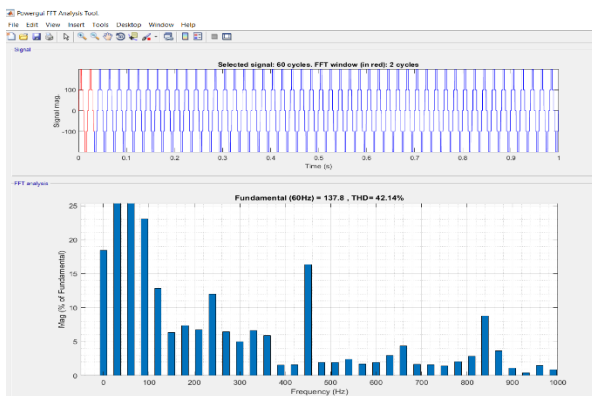 Powergui FFT Analysis Tool.
File Edit View Insert Tools Desktop Window Help
Signal
Selected signal: 60 cycles. FFT window (in red): 2 cycles
Signal mag.
100
0
-100
0 0.1 0.2 0.3 0.4 0.5 0.6 0.7 0.8 0.9 1
Time (s)
FFT analysis
Fundamental (60Hz) = 137.8 , THD= 42.14%
Mag (% of Fundamental)
25
20
15
10
5
0
0 100 200 300 400 500 600 700 800 900 1000
Frequency (Hz)